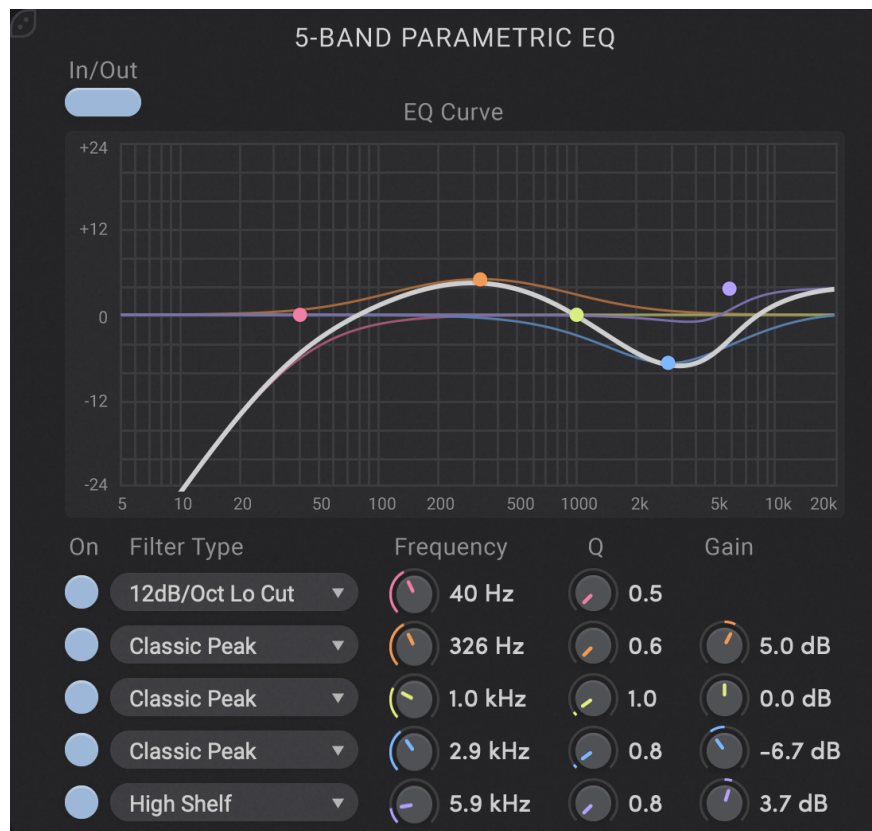 5-BAND PARAMETRIC EQ
In/Out
EQ Curve
+24
+12
0
-12
-24
5 10 20 50 100 200 500 1000 2k 5k 10k 20k
On Filter Type Frequency Q Gain
12dB/Oct Lo Cut 40 Hz 0.5
Classic Peak 326 Hz 0.6 5.0 dB
Classic Peak 1.0 kHz 1.0 0.0 dB
Classic Peak 2.9 kHz 0.8 -6.7 dB
High Shelf 5.9 kHz 0.8 3.7 dB